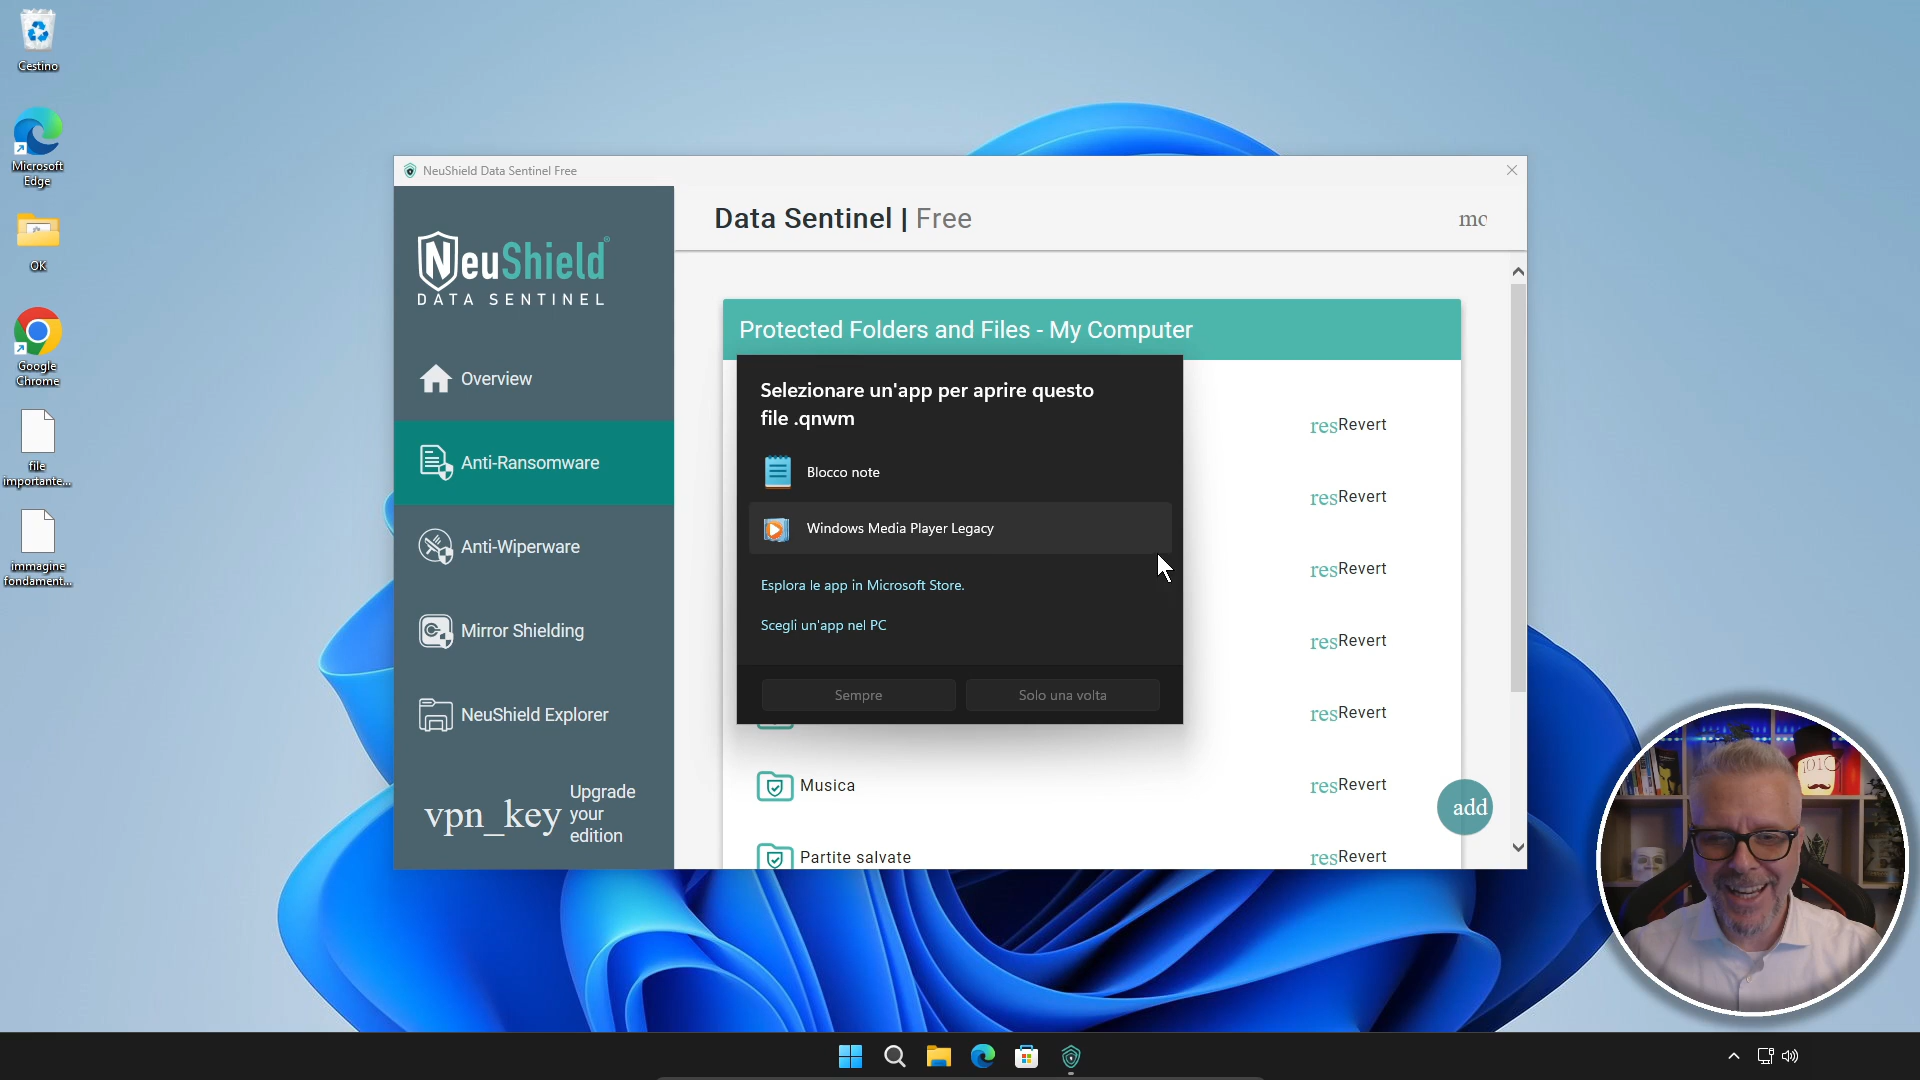 Cestino
Microsoft
Edge
OK
Google
Chrome
file
importante...
immagine
fondament...
NeuShield Data Sentinel Free
NeuShield®
DATA SENTINEL
Overview
Anti-Ransomware
Anti-Wiperware
Mirror Shielding
NeuShield Explorer
vpn_key
Upgrade
your
edition
Data Sentinel | Free
mo
Protected Folders and Files - My Computer
resRevert
resRevert
resRevert
resRevert
resRevert
Musica
resRevert
Partite salvate
resRevert
add
Selezionare un'app per aprire questo
file .qnwm
Blocco note
Windows Media Player Legacy
Esplora le app in Microsoft Store.
Scegli un'app nel PC
Sempre
Solo una volta
101C